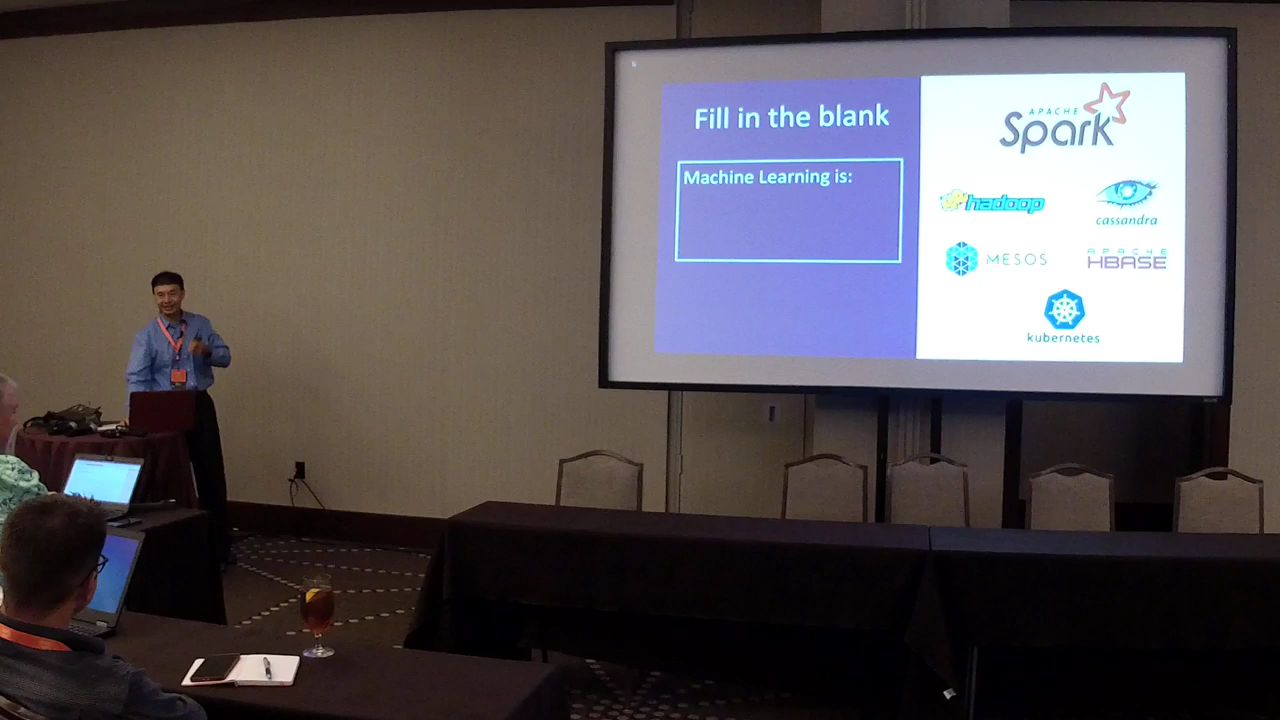 Fill in the blank
Machine Learning is:
APACHE
Spark
hadoop
cassandra
MESOS
APACHE
HBASE
kubernetes